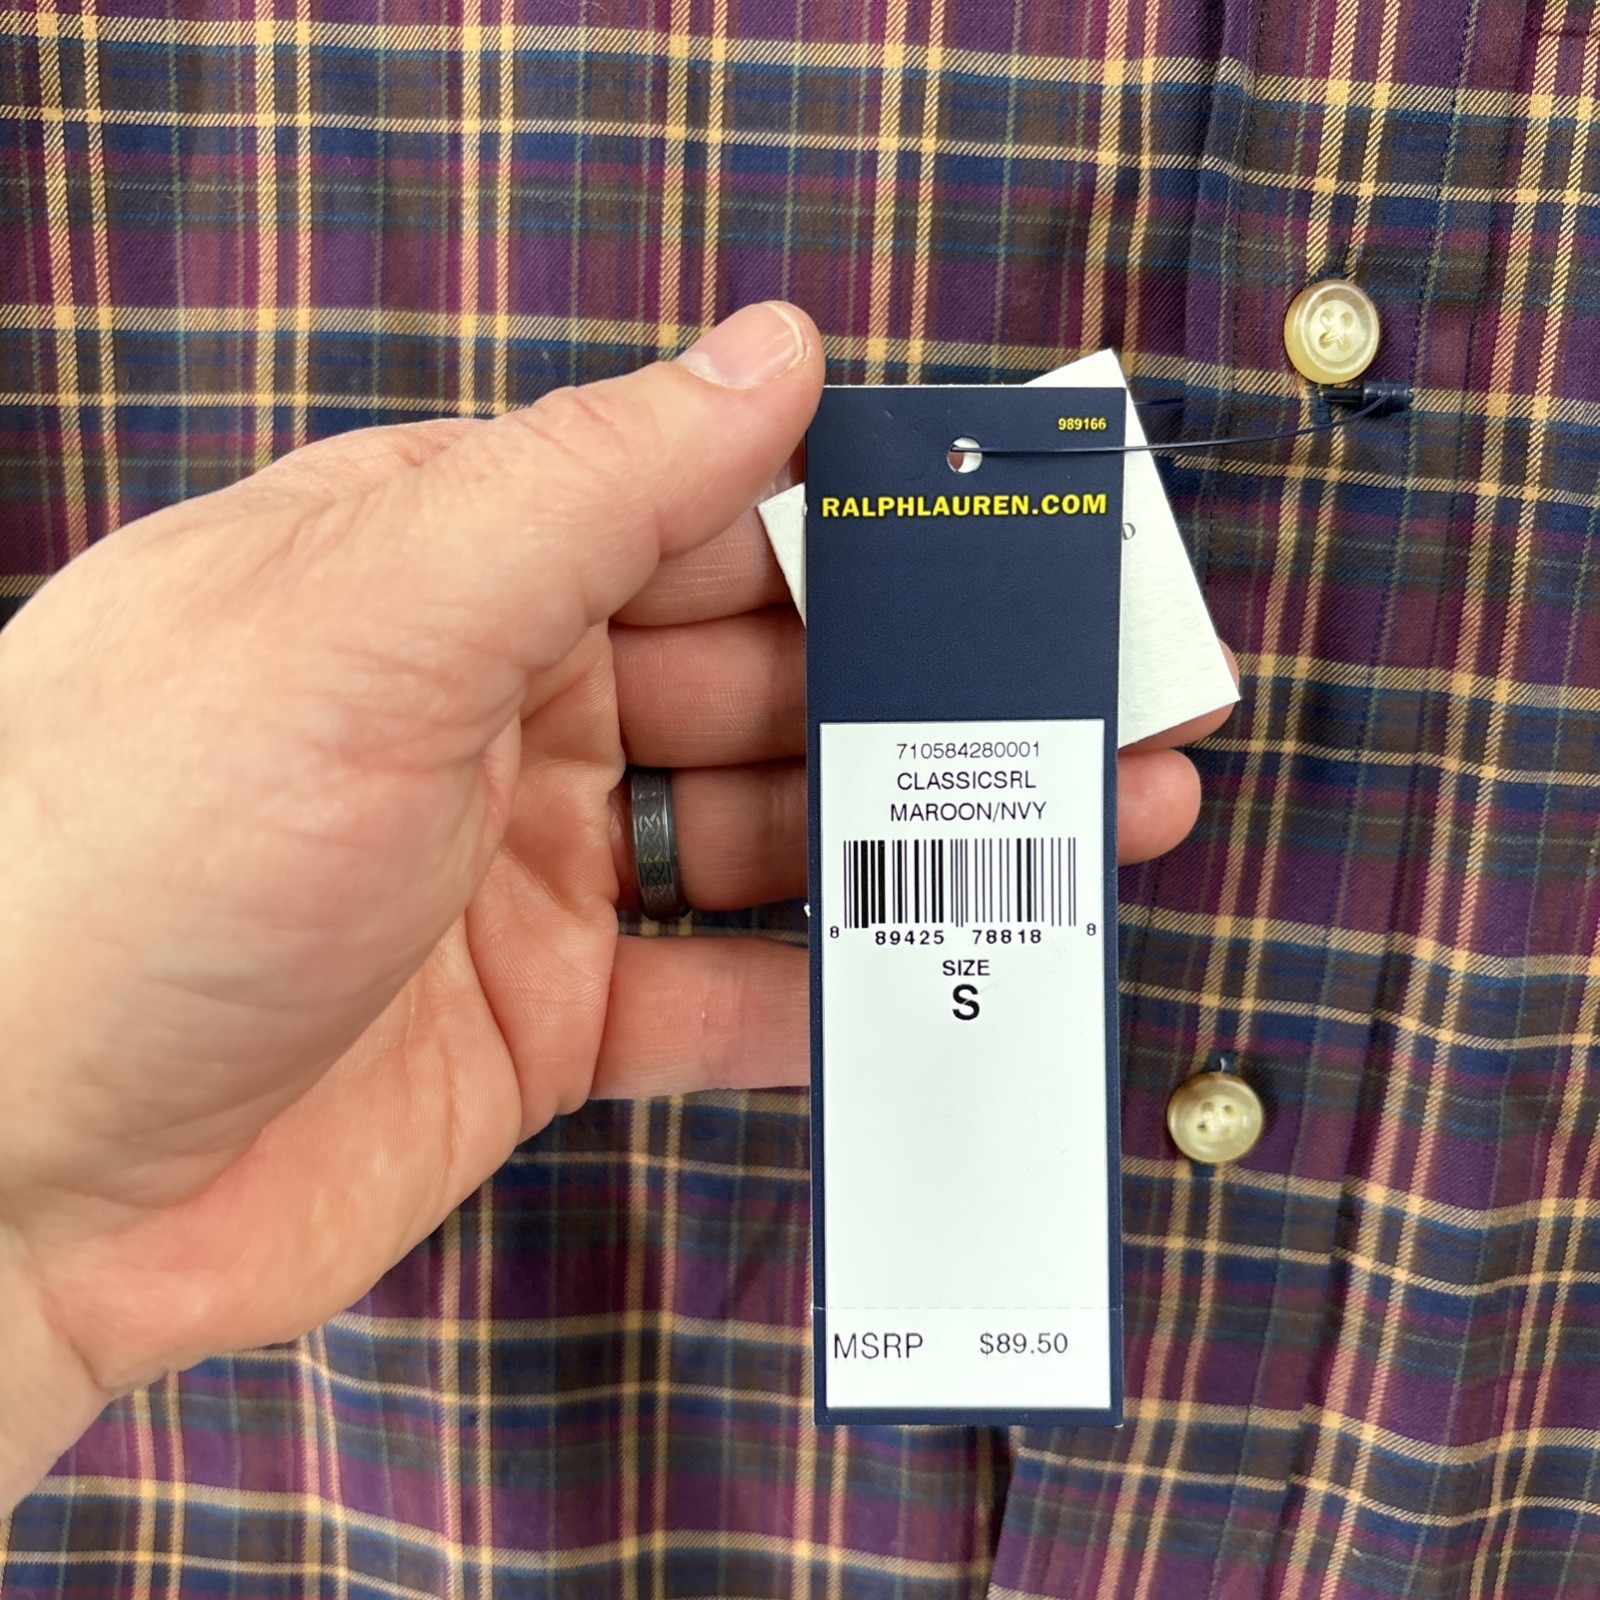 989166
RALPHLAUREN.COM
D
710584280001
CLASSICSRL
MAROON/NVY
8 89425 78818 8
SIZE
S
MSRP $89.50